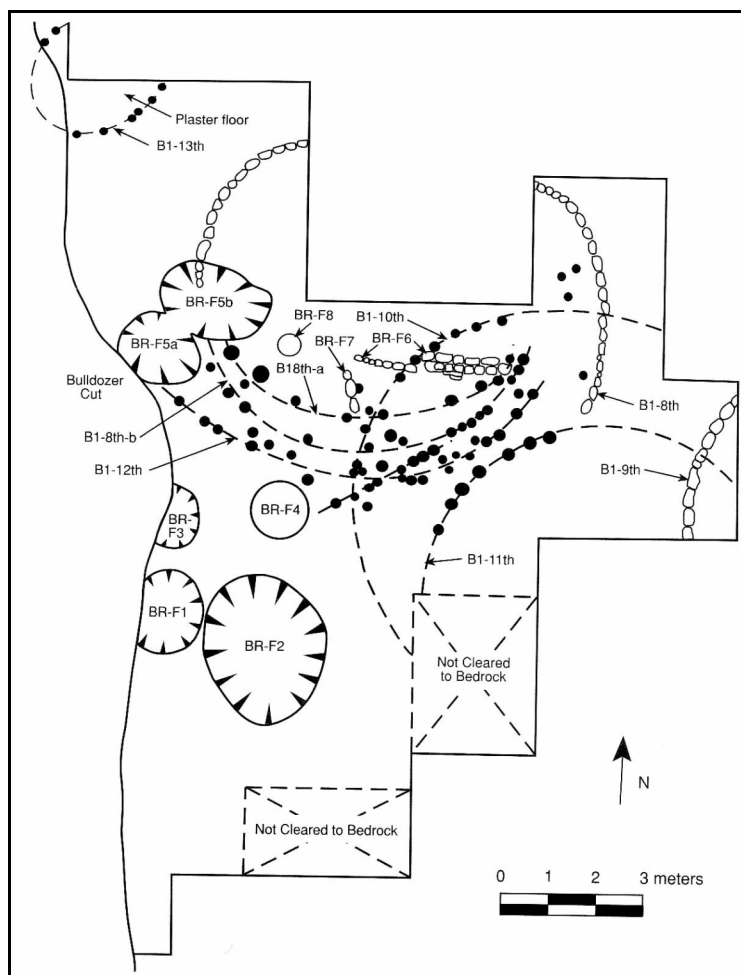 Plaster floor
B1-13th
BR-F5b
BR-F8
B1-10th
BR-F7
BR-F6
BR-F5a
Bulldozer
Cut
B18th-a
B1-8th-b
B1-8th
B1-12th
B1-9th
BR-
F3
BR-F4
B1-11th
BR-F1
BR-F2
Not Cleared
to Bedrock
N
Not Cleared to Bedrock
0 1 2 3 meters